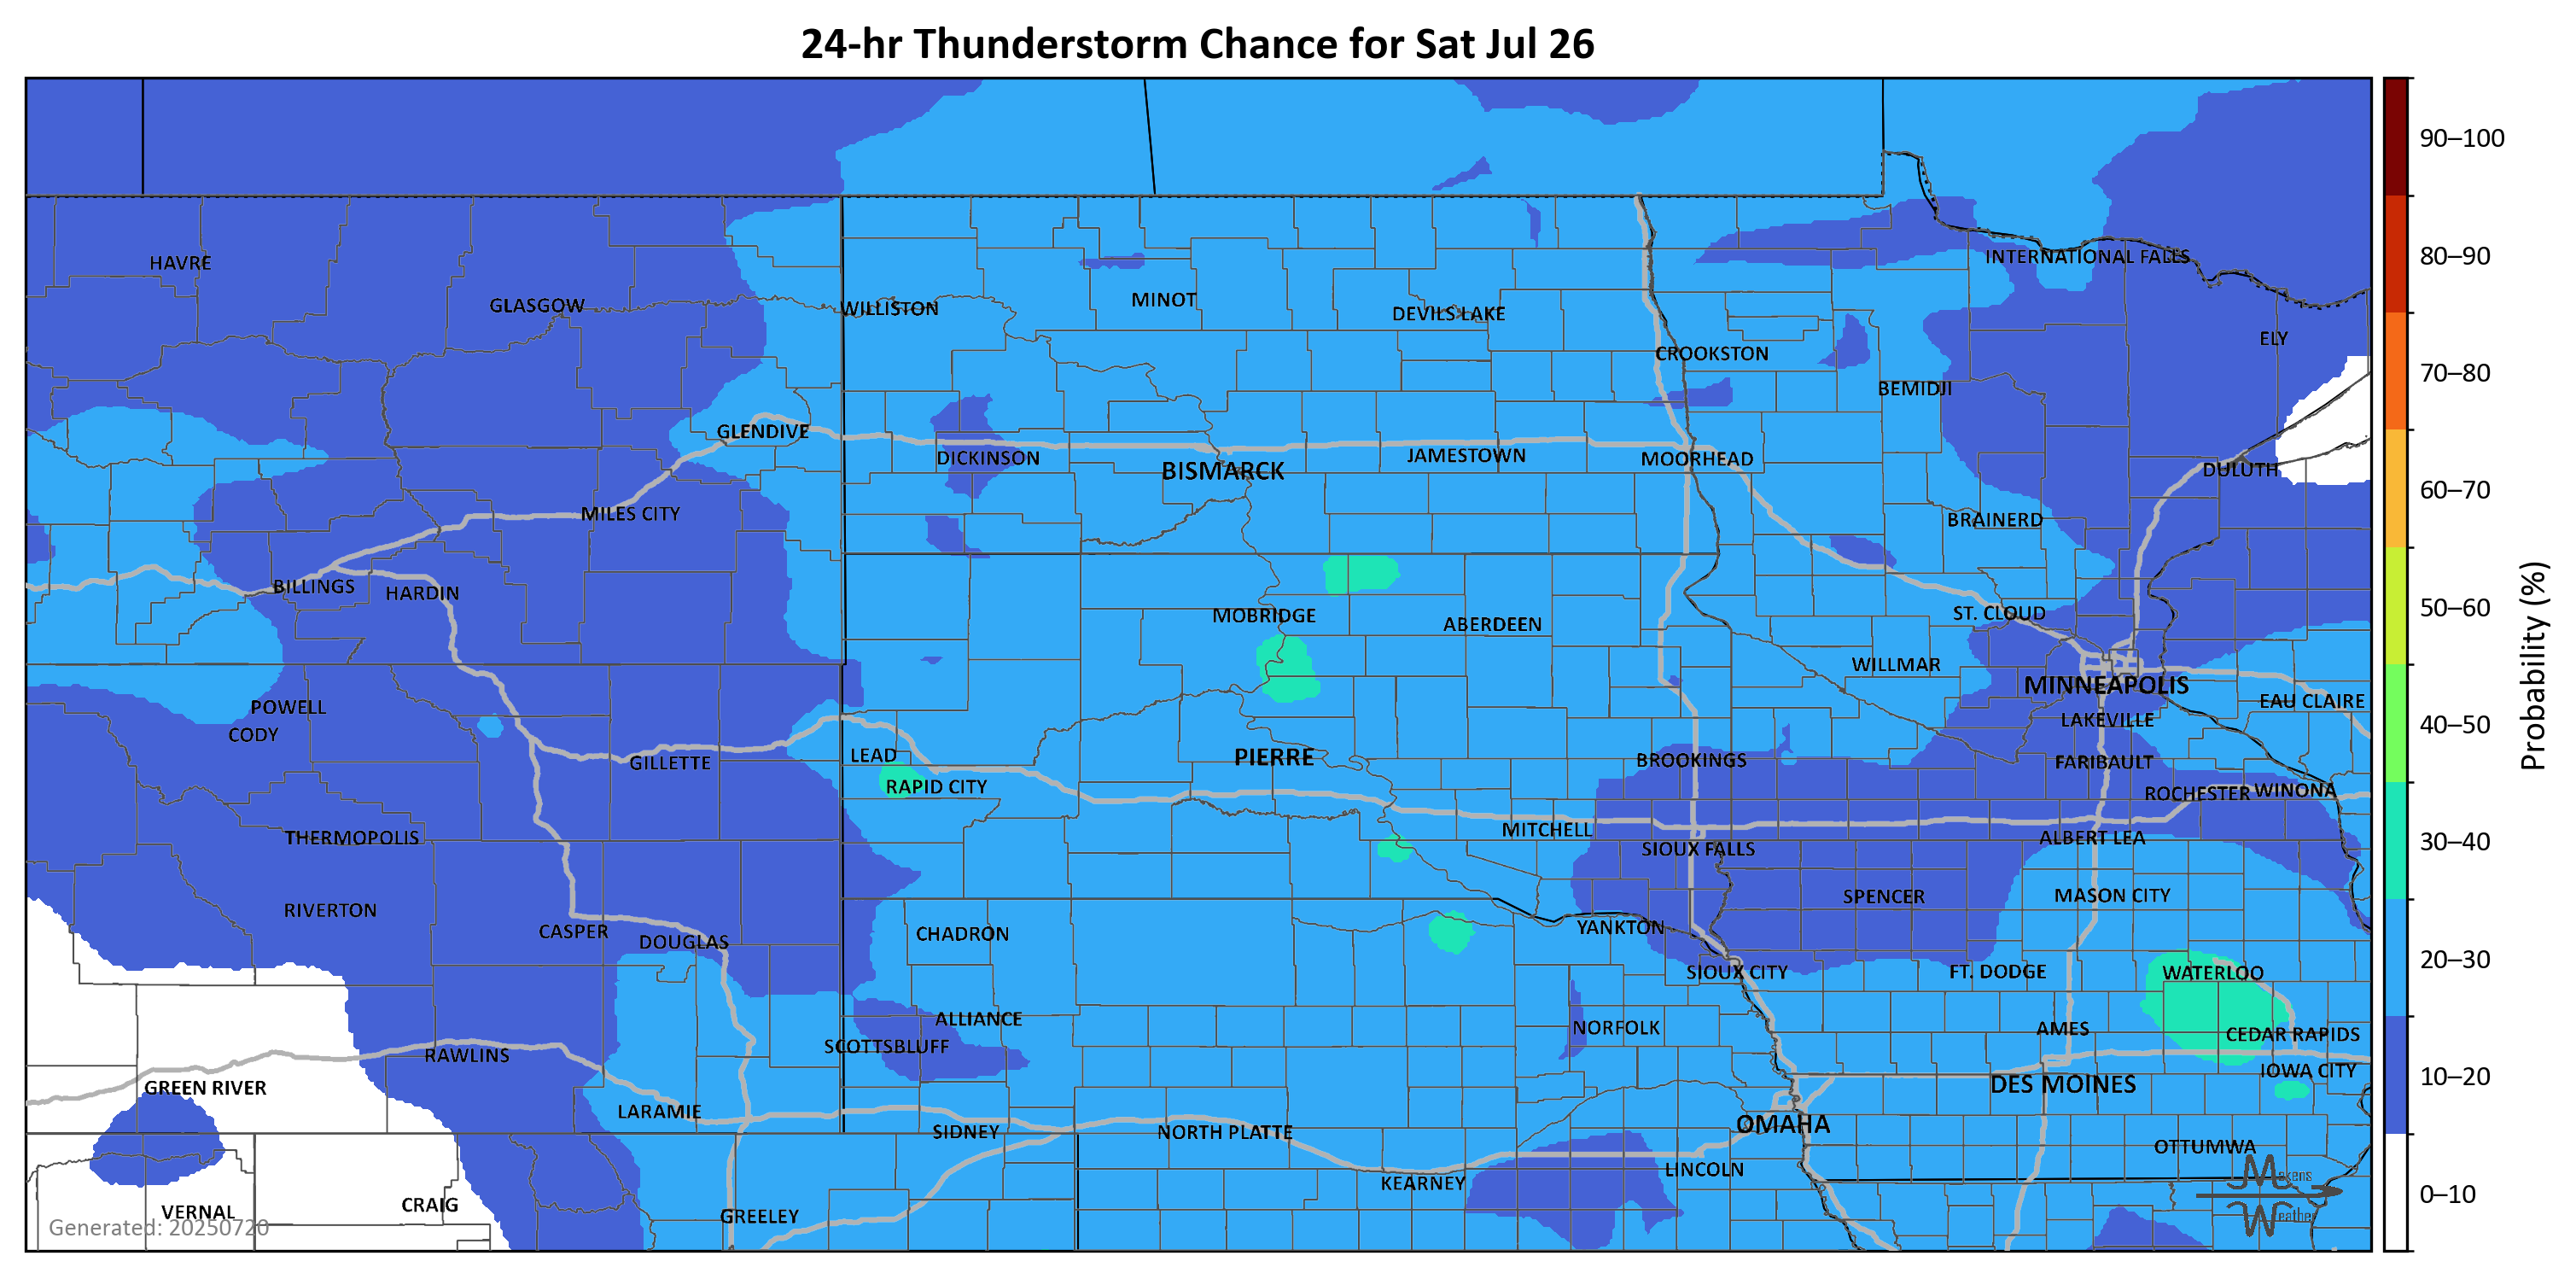 24-hr Thunderstorm Chance for Sat Jul 26
90–100
HAVRE
INTERNATIONAL FALLS
80–90
GLASGOW
WILLISTON
MINOT
DEVILS LAKE
ELY
CROOKSTON
70–80
BEMIDJI
GLENDIVE
DICKINSON
BISMARCK
JAMESTOWN
MOORHEAD
DULUTH
60–70
MILES CITY
BRAINERD
BILLINGS
HARDIN
MOBRIDGE
ABERDEEN
ST. CLOUD
50–60
WILLMAR
MINNEAPOLIS
EAU CLAIRE
POWELL
LAKEVILLE
40–50
CODY
LEAD
PIERRE
BROOKINGS
FARIBAULT
GILLETTE
RAPID CITY
ROCHESTER
WINONA
THERMOPOLIS
MITCHELL
ALBERT LEA
30–40
SIOUX FALLS
SPENCER
MASON CITY
RIVERTON
CASPER
DOUGLAS
CHADRON
YANKTON
SIOUX CITY
FT. DODGE
WATERLOO
20–30
ALLIANCE
NORFOLK
AMES
CEDAR RAPIDS
SCOTTSBLUFF
RAWLINS
IOWA CITY
10–20
GREEN RIVER
DES MOINES
LARAMIE
OMAHA
SIDNEY
NORTH PLATTE
OTTUMWA
LINCOLN
KEARNEY
Makens
Weather
0–10
CRAIG
VERNAL
GREELEY
Generated: 20250720
Probability (%)